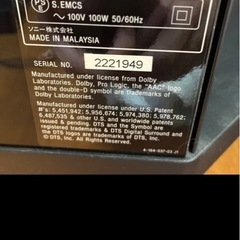 PS E S. EMCS
~ 100V 100W 50/60Hz
ソニー株式会社
MADE IN MALAYSIA
SERIAL NO. 2221949
Manufactured under license from Dolby
Laboratories. Dolby, Pro Logic, the "AAC" logo
and the double-D symbol are trademarks of
Dolby Laboratories.
Manufactured under license under U.S. Patent
#'s: 5,451,942; 5,956,674; 5,974,380; 5,978,762;
6,487,535 & other U.S. and worldwide patents
issued & pending. DTS and the Symbol are
registered trademarks & DTS Digital Surround and
the DTS logos are trademarks of DTS, Inc.
© DTS, Inc. All Rights Reserved.